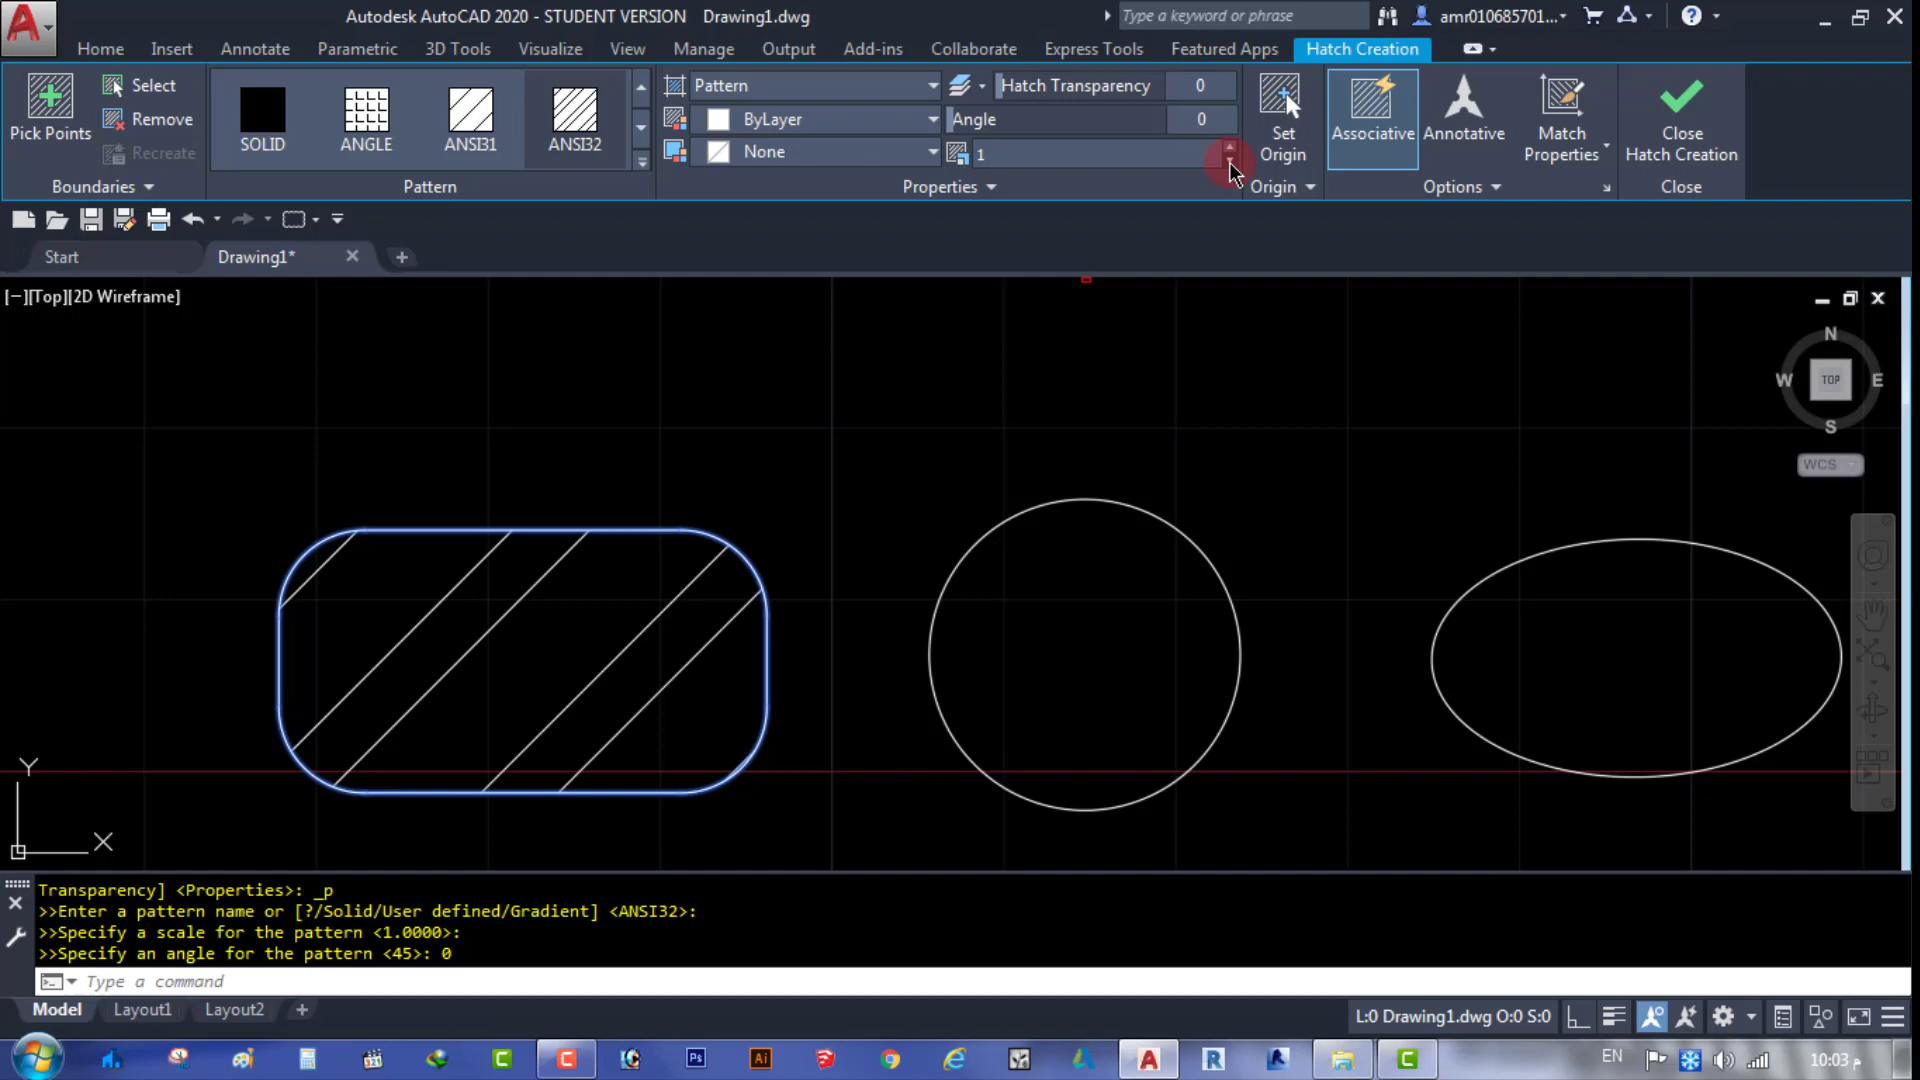 Autodesk AutoCAD 2020 - STUDENT VERSION Drawing1.dwg
Type a keyword or phrase
amr010685701...
Home Insert Annotate Parametric 3D Tools Visualize View Manage Output Add-ins Collaborate Express Tools Featured Apps Hatch Creation
Pick Points
Select
Remove
Recreate
Boundaries
SOLID ANGLE ANSI31 ANSI32
Pattern
Pattern
ByLayer
None
Hatch Transparency 0
Angle 0
1
Properties
Set
Origin
Origin
Associative
Annotative
Match
Properties
Options
Close
Hatch Creation
Close
Start
Drawing1*
[−][Top][2D Wireframe]
N
W TOP E
S
WCS
Y
X
Transparency] <Properties>: _p
>>Enter a pattern name or [?/Solid/User defined/Gradient] <ANSI32>:
>>Specify a scale for the pattern <1.0000>:
>>Specify an angle for the pattern <45>: 0
Type a command
Model Layout1 Layout2
L:0 Drawing1.dwg O:0 S:0
Ps
Ai
EN
10:03 م